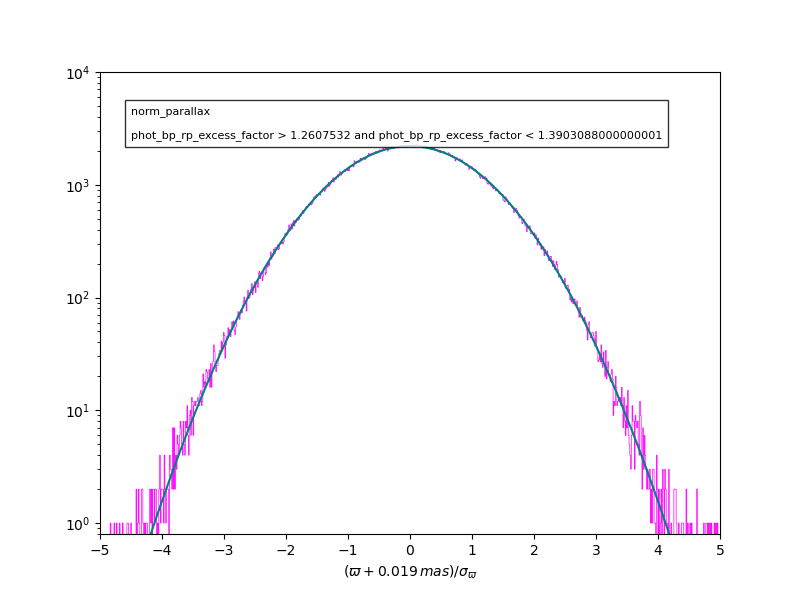 10⁴
norm_parallax
phot_bp_rp_excess_factor > 1.2607532 and phot_bp_rp_excess_factor < 1.3903088000000001
10³
10²
10¹
10⁰
−5 −4 −3 −2 −1 0 1 2 3 4 5
(ϖ + 0.019 mas)/σ_ϖ